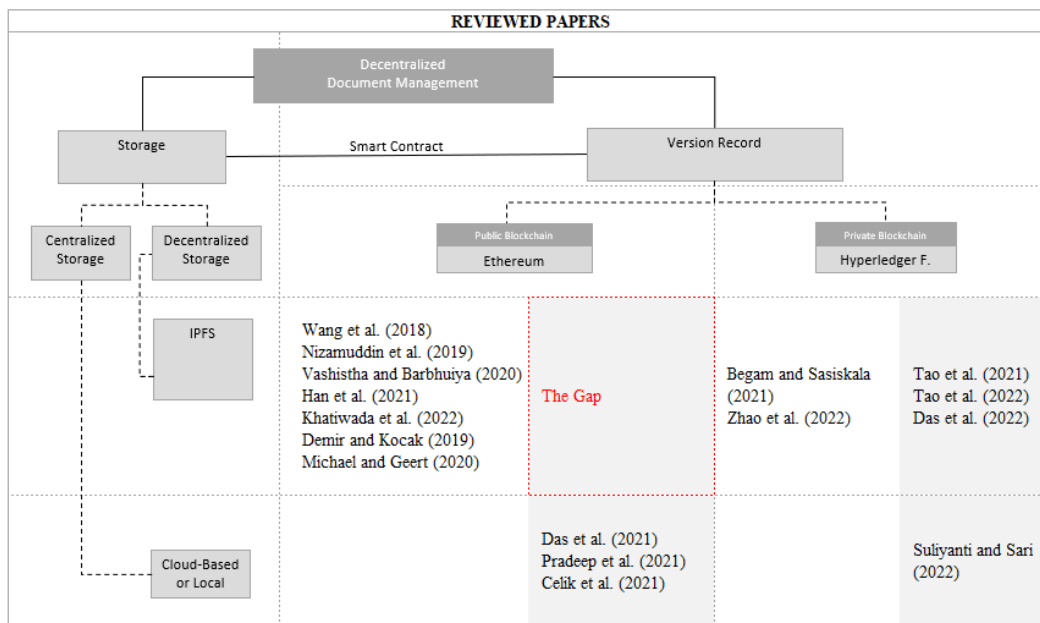 REVIEWED PAPERS
Decentralized
Document Management
Storage
Smart Contract
Version Record
Centralized
Storage
Decentralized
Storage
Public Blockchain
Ethereum
Private Blockchain
Hyperledger F.
IPFS
Wang et al. (2018)
Nizamuddin et al. (2019)
Vashistha and Barbhuiya (2020)
Han et al. (2021)
Khatiwada et al. (2022)
Demir and Kocak (2019)
Michael and Geert (2020)
The Gap
Begam and Sasiskala
(2021)
Zhao et al. (2022)
Tao et al. (2021)
Tao et al. (2022)
Das et al. (2022)
Cloud-Based
or Local
Das et al. (2021)
Pradeep et al. (2021)
Celik et al. (2021)
Suliyanti and Sari
(2022)